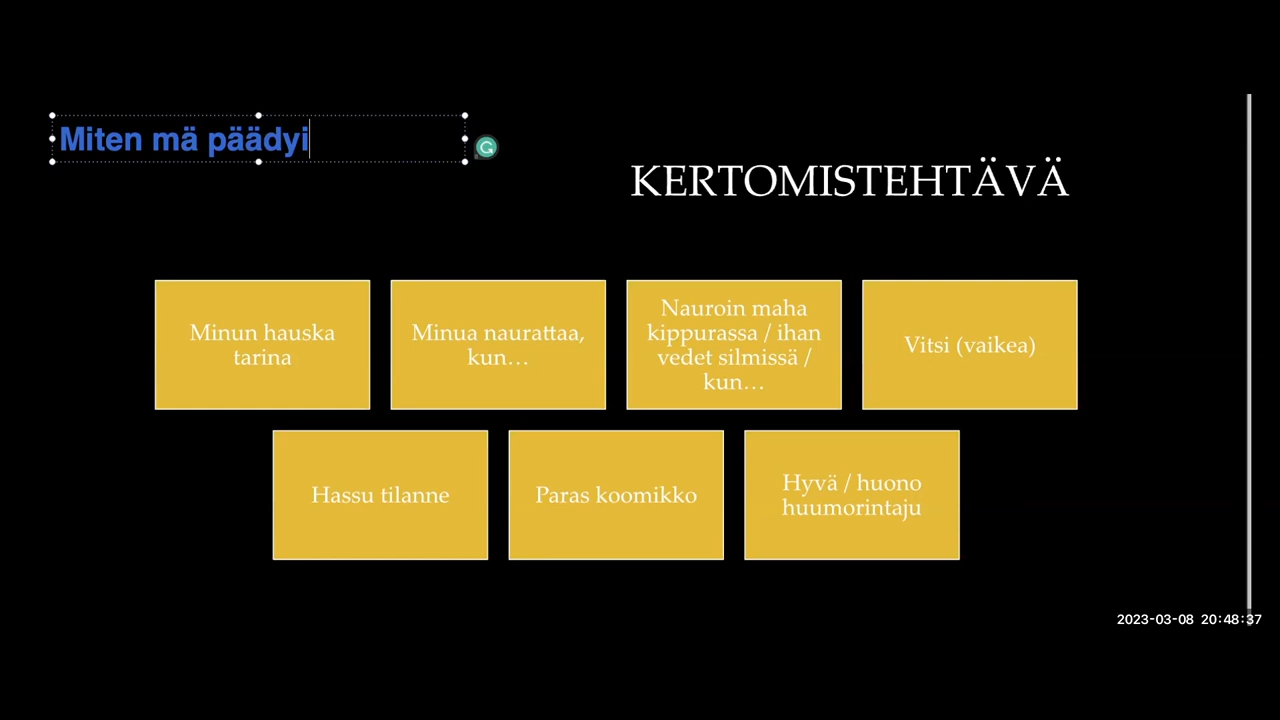 Miten mä päädyi
KERTOMISTEHTÄVÄ
Minun hauska
tarina
Minua naurattaa,
kun…
Nauroin maha
kippurassa / ihan
vedet silmissä /
kun…
Vitsi (vaikea)
Hassu tilanne
Paras koomikko
Hyvä / huono
huumorintaju
2023-03-08 20:48:37